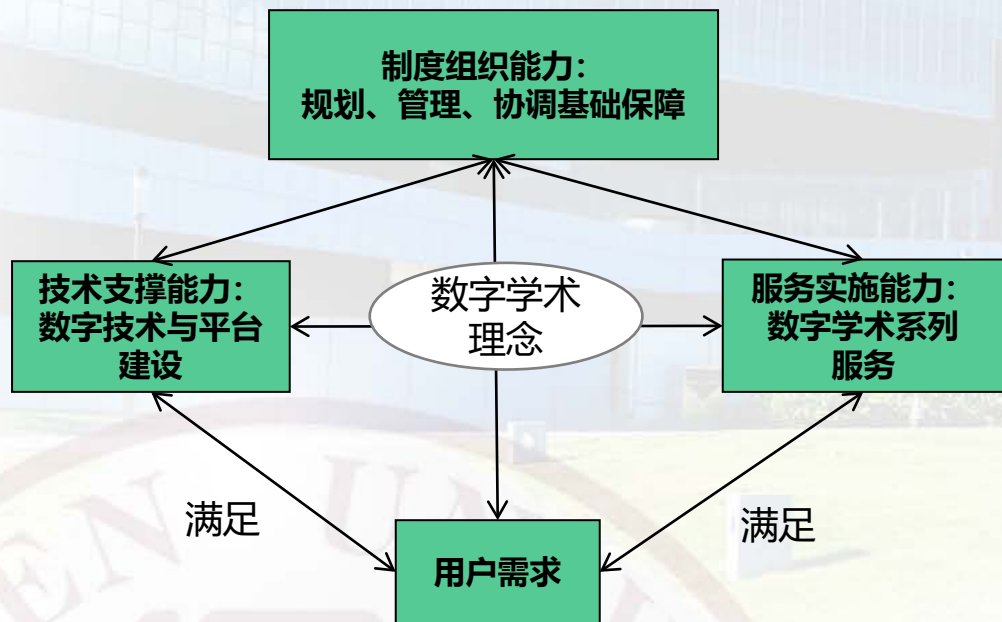 制度组织能力：
规划、管理、协调基础保障
技术支撑能力：
数字技术与平台
建设
数字学术
理念
服务实施能力：
数字学术系列
服务
满足
满足
用户需求